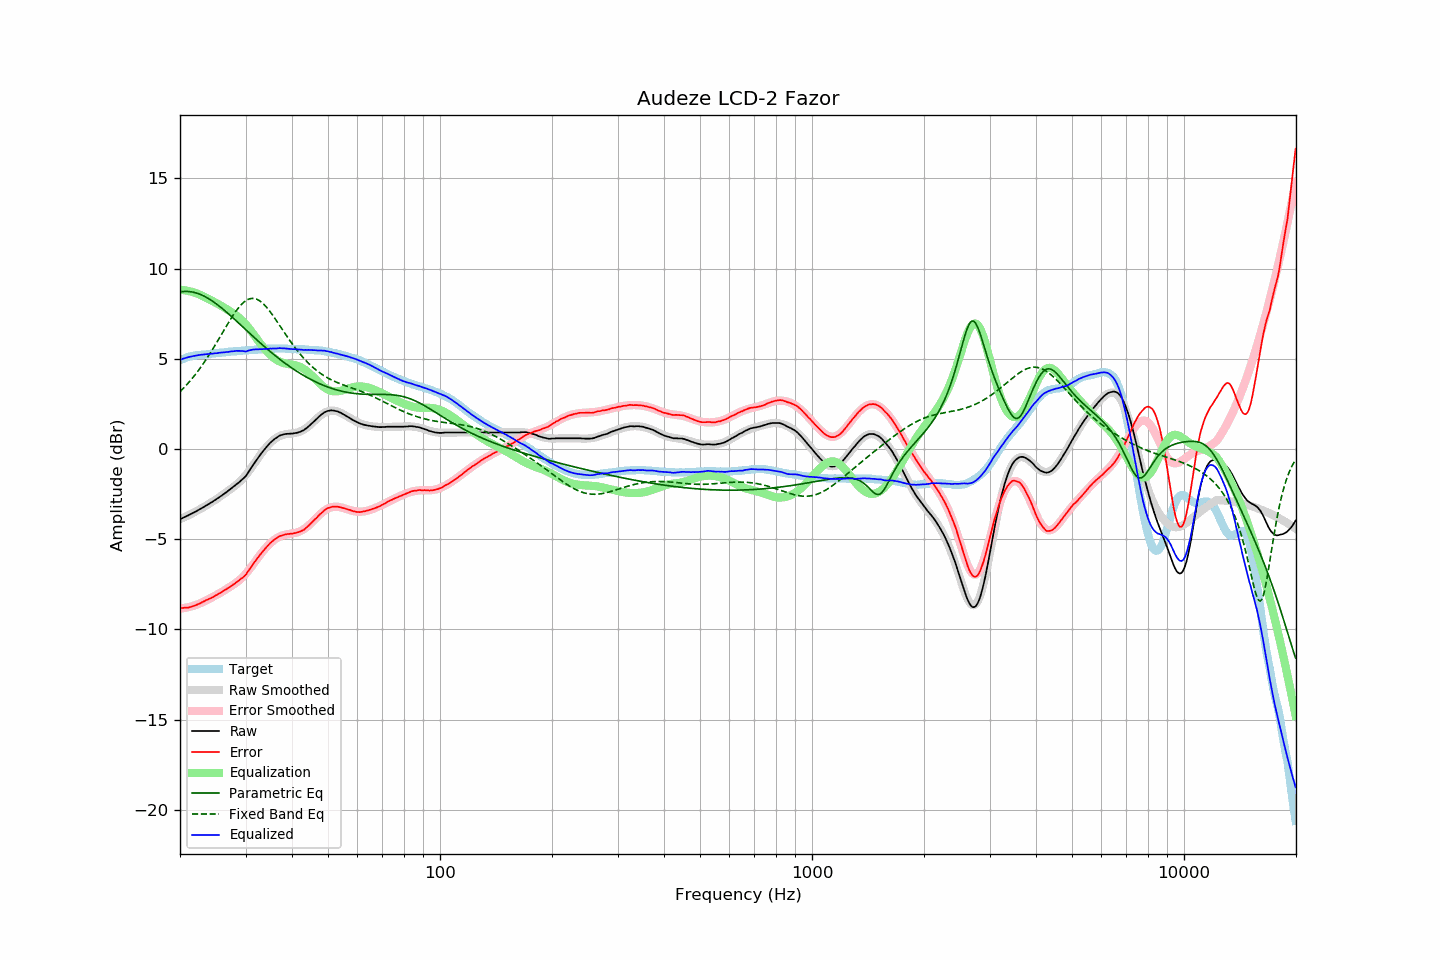 Audeze LCD-2 Fazor
Amplitude (dBr)
15
10
5
0
−5
−10
−15
−20
Target
Raw Smoothed
Error Smoothed
Raw
Error
Equalization
Parametric Eq
Fixed Band Eq
Equalized
100
1000
10000
Frequency (Hz)